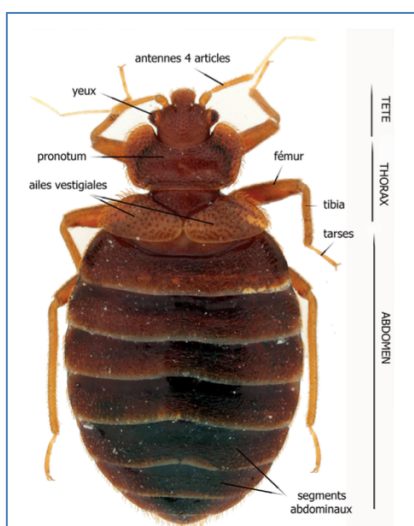 antennes 4 articles
yeux
TETE
pronotum
fémur
THORAX
ailes vestigiales
tibia
tarses
ABDOMEN
segments
abdominaux